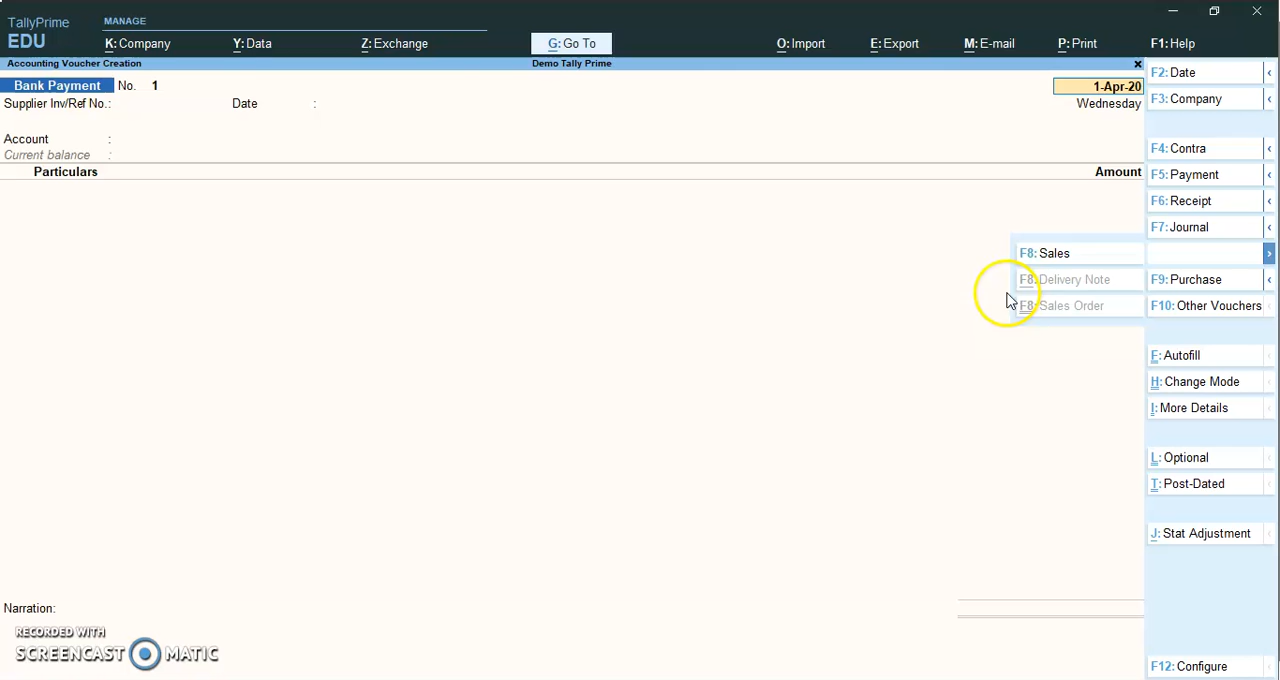 TallyPrime
EDU
MANAGE
K: Company
Y: Data
Z: Exchange
G: Go To
O: Import
E: Export
M: E-mail
P: Print
F1: Help
Accounting Voucher Creation
Demo Tally Prime
×
Bank Payment No. 1
1-Apr-20
Supplier Inv/Ref No.:
Date :
Wednesday
Account :
Current balance :
Particulars
Amount
F2: Date
F3: Company
F4: Contra
F5: Payment
F6: Receipt
F7: Journal
F8: Sales
F8: Delivery Note
F8: Sales Order
F9: Purchase
F10: Other Vouchers
F: Autofill
H: Change Mode
I: More Details
L: Optional
T: Post-Dated
J: Stat Adjustment
F12: Configure
Narration:
RECORDED WITH
SCREENCAST MATIC